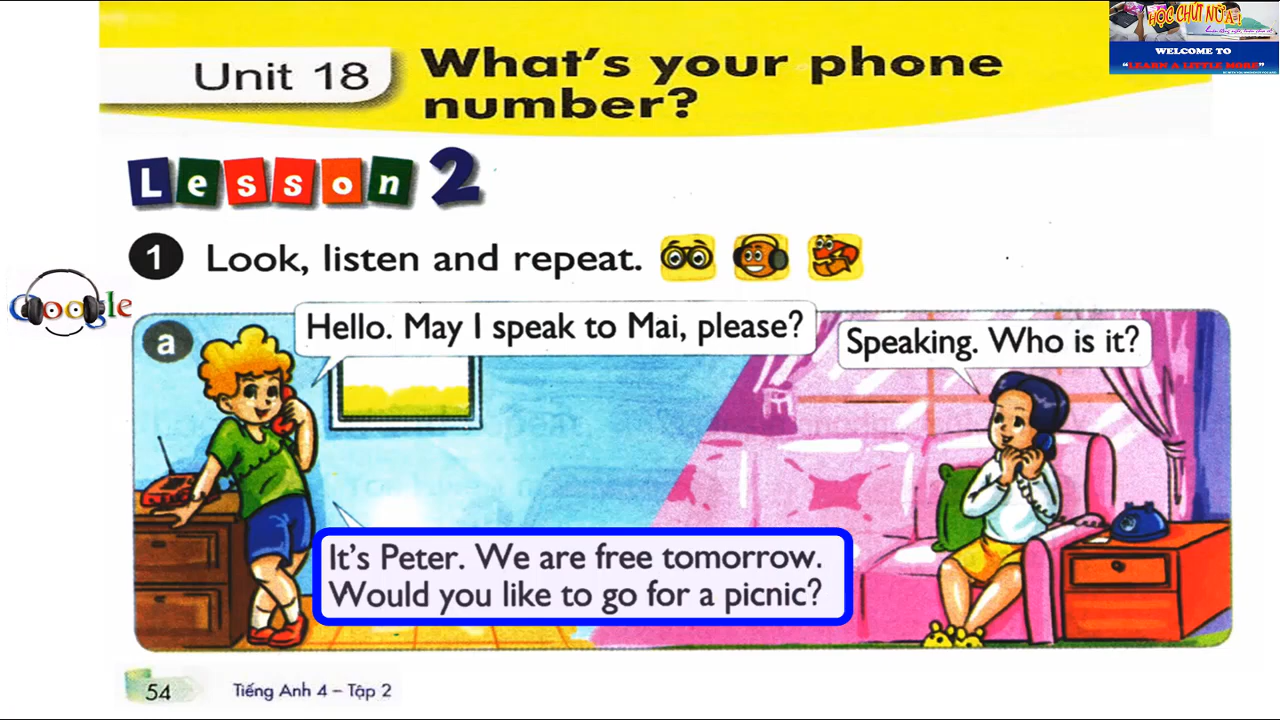 HỌC CHÚT NỮA !
WELCOME TO
"LEARN A LITTLE MORE"
Unit 18
What's your phone
number?
Lesson 2
1 Look, listen and repeat.
Google
a
Hello. May I speak to Mai, please?
Speaking. Who is it?
It's Peter. We are free tomorrow.
Would you like to go for a picnic?
54 Tiếng Anh 4 – Tập 2